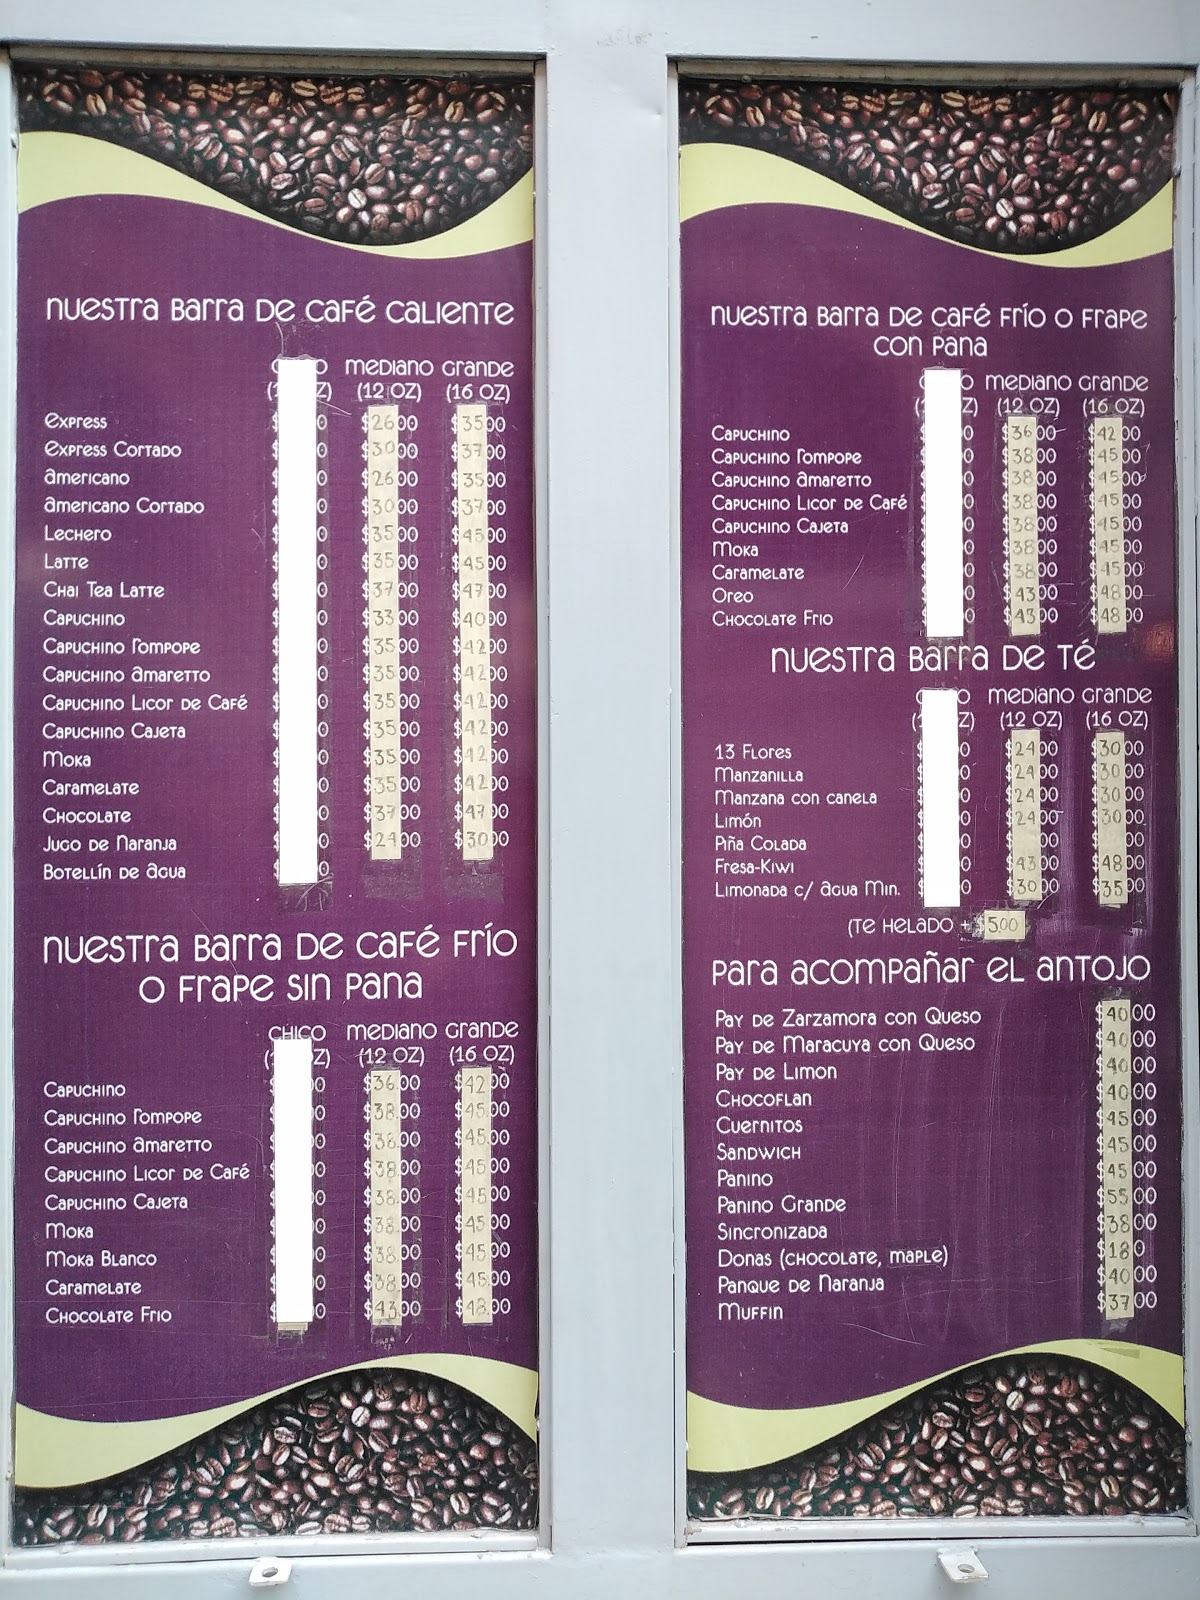 Nuestra Barra de Café Caliente
Mediano Grande
(12 oz) (16 oz)
Express $26.00 $35.00
Express Cortado $30.00 $37.00
Americano $26.00 $35.00
Americano Cortado $30.00 $37.00
Lechero $35.00 $45.00
Latte $35.00 $45.00
Chai Tea Latte $37.00 $47.00
Capuchino $33.00 $40.00
Capuchino Rompope $35.00 $42.00
Capuchino Amaretto $35.00 $42.00
Capuchino Licor de Café $35.00 $42.00
Capuchino Cajeta $35.00 $42.00
Moka $35.00 $42.00
Caramelate $35.00 $42.00
Chocolate $37.00 $47.00
Jugo de Naranja $24.00 $30.00
Botellín de Agua
Nuestra Barra de Café Frío
o Frape sin Pana
Chico Mediano Grande
(12 oz) (16 oz)
Capuchino $36.00 $42.00
Capuchino Rompope $38.00 $45.00
Capuchino Amaretto $38.00 $45.00
Capuchino Licor de Café $38.00 $45.00
Capuchino Cajeta $38.00 $45.00
Moka $38.00 $45.00
Moka Blanco $38.00 $45.00
Caramelate $38.00 $45.00
Chocolate Frio $43.00 $48.00
Nuestra Barra de Café Frío o Frape
con Pana
Mediano Grande
(12 oz) (16 oz)
Capuchino $36.00 $42.00
Capuchino Rompope $38.00 $45.00
Capuchino Amaretto $38.00 $45.00
Capuchino Licor de Café $38.00 $45.00
Capuchino Cajeta $38.00 $45.00
Moka $38.00 $45.00
Caramelate $38.00 $45.00
Oreo $43.00 $48.00
Chocolate Frio $43.00 $48.00
Nuestra Barra de Té
Mediano Grande
(12 oz) (16 oz)
13 Flores $24.00 $30.00
Manzanilla $24.00 $30.00
Manzana con canela $24.00 $30.00
Limón $24.00 $30.00
Piña Colada
Fresa-Kiwi $43.00 $48.00
Limonada c/ Agua Min. $30.00 $35.00
(Te Helado + $5.00
Para Acompañar el Antojo
Pay de Zarzamora con Queso $40.00
Pay de Maracuya con Queso $40.00
Pay de Limon $40.00
Chocoflan $40.00
Cuernitos $45.00
Sandwich $45.00
Panino $45.00
Panino Grande $55.00
Sincronizada $38.00
Donas (chocolate, maple) $18.0
Panque de Naranja $40.00
Muffin $37.00